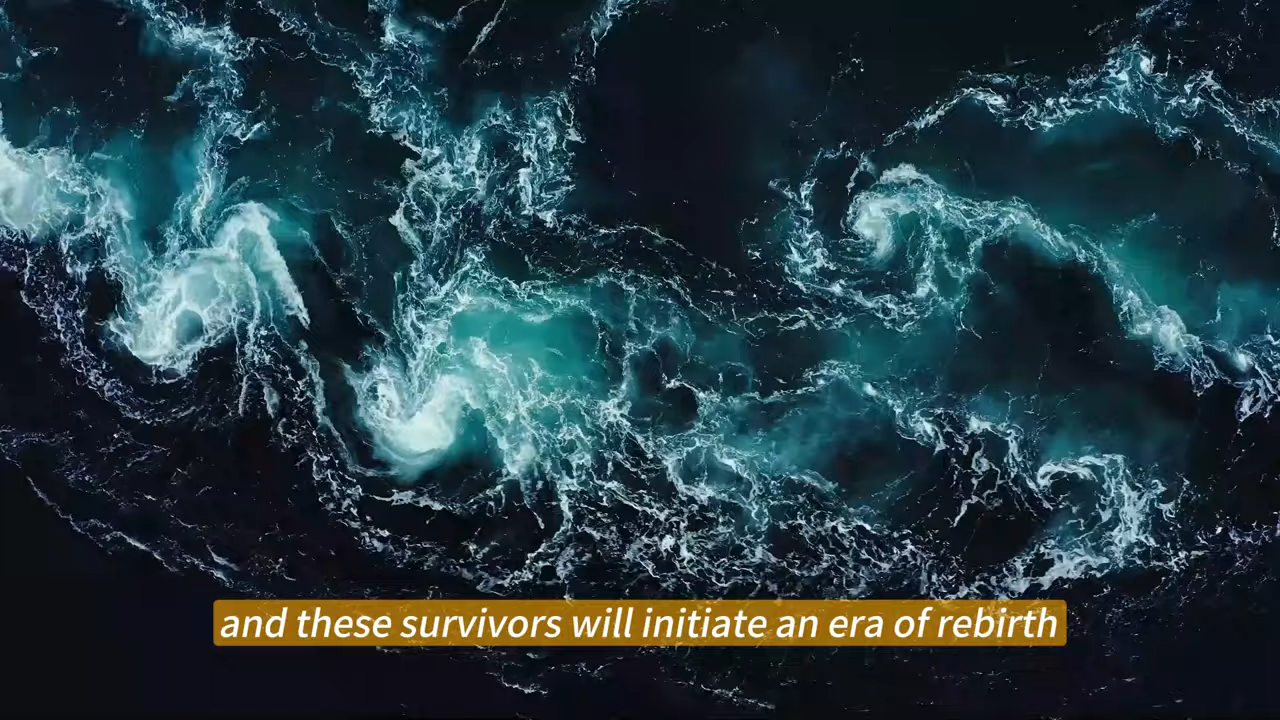 and these survivors will initiate an era of rebirth